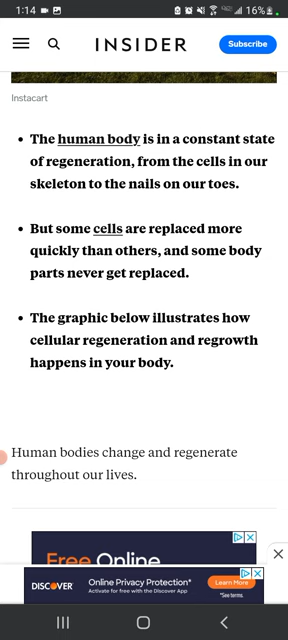 1:14 16%
INSIDER Subscribe
Instacart
• The human body is in a constant state
of regeneration, from the cells in our
skeleton to the nails on our toes.
• But some cells are replaced more
quickly than others, and some body
parts never get replaced.
• The graphic below illustrates how
cellular regeneration and regrowth
happens in your body.
Human bodies change and regenerate
throughout our lives.
Free Online
DISCOVER Online Privacy Protection* Learn More
Activate for free with the Discover App *See terms.